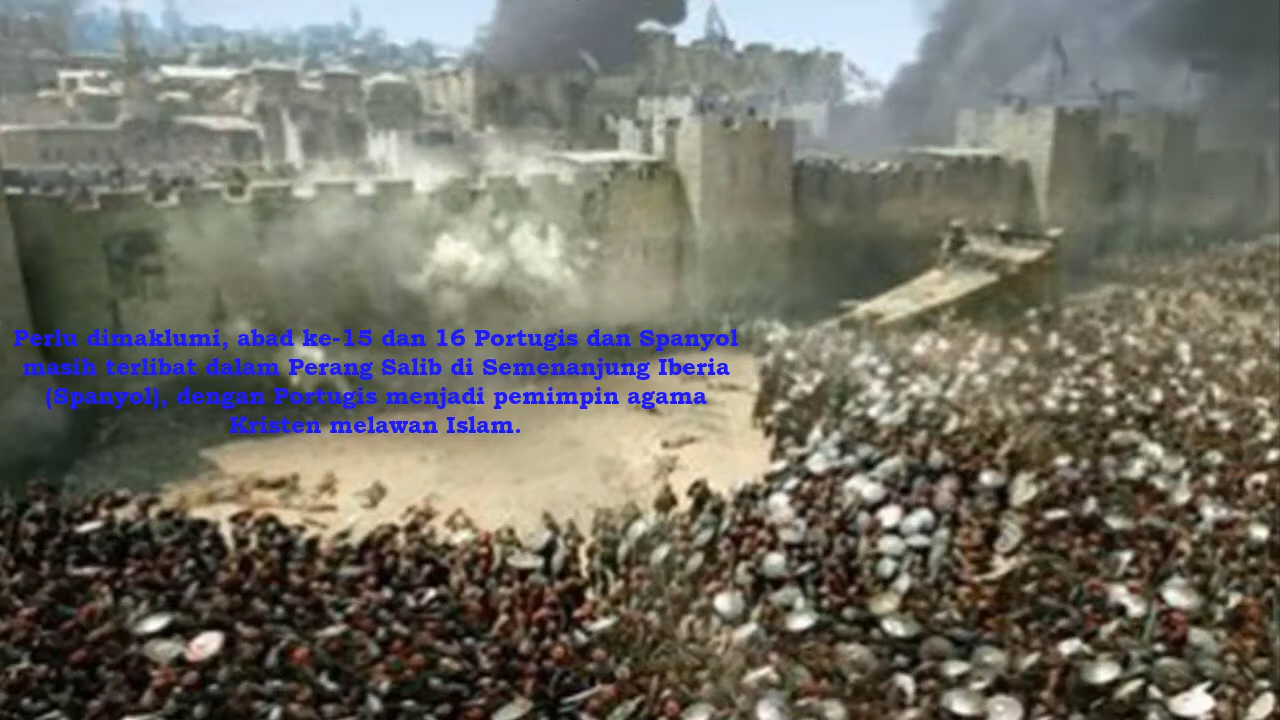 Perlu dimaklumi, abad ke-15 dan 16 Portugis dan Spanyol
masih terlibat dalam Perang Salib di Semenanjung Iberia
(Spanyol), dengan Portugis menjadi pemimpin agama
Kristen melawan Islam.